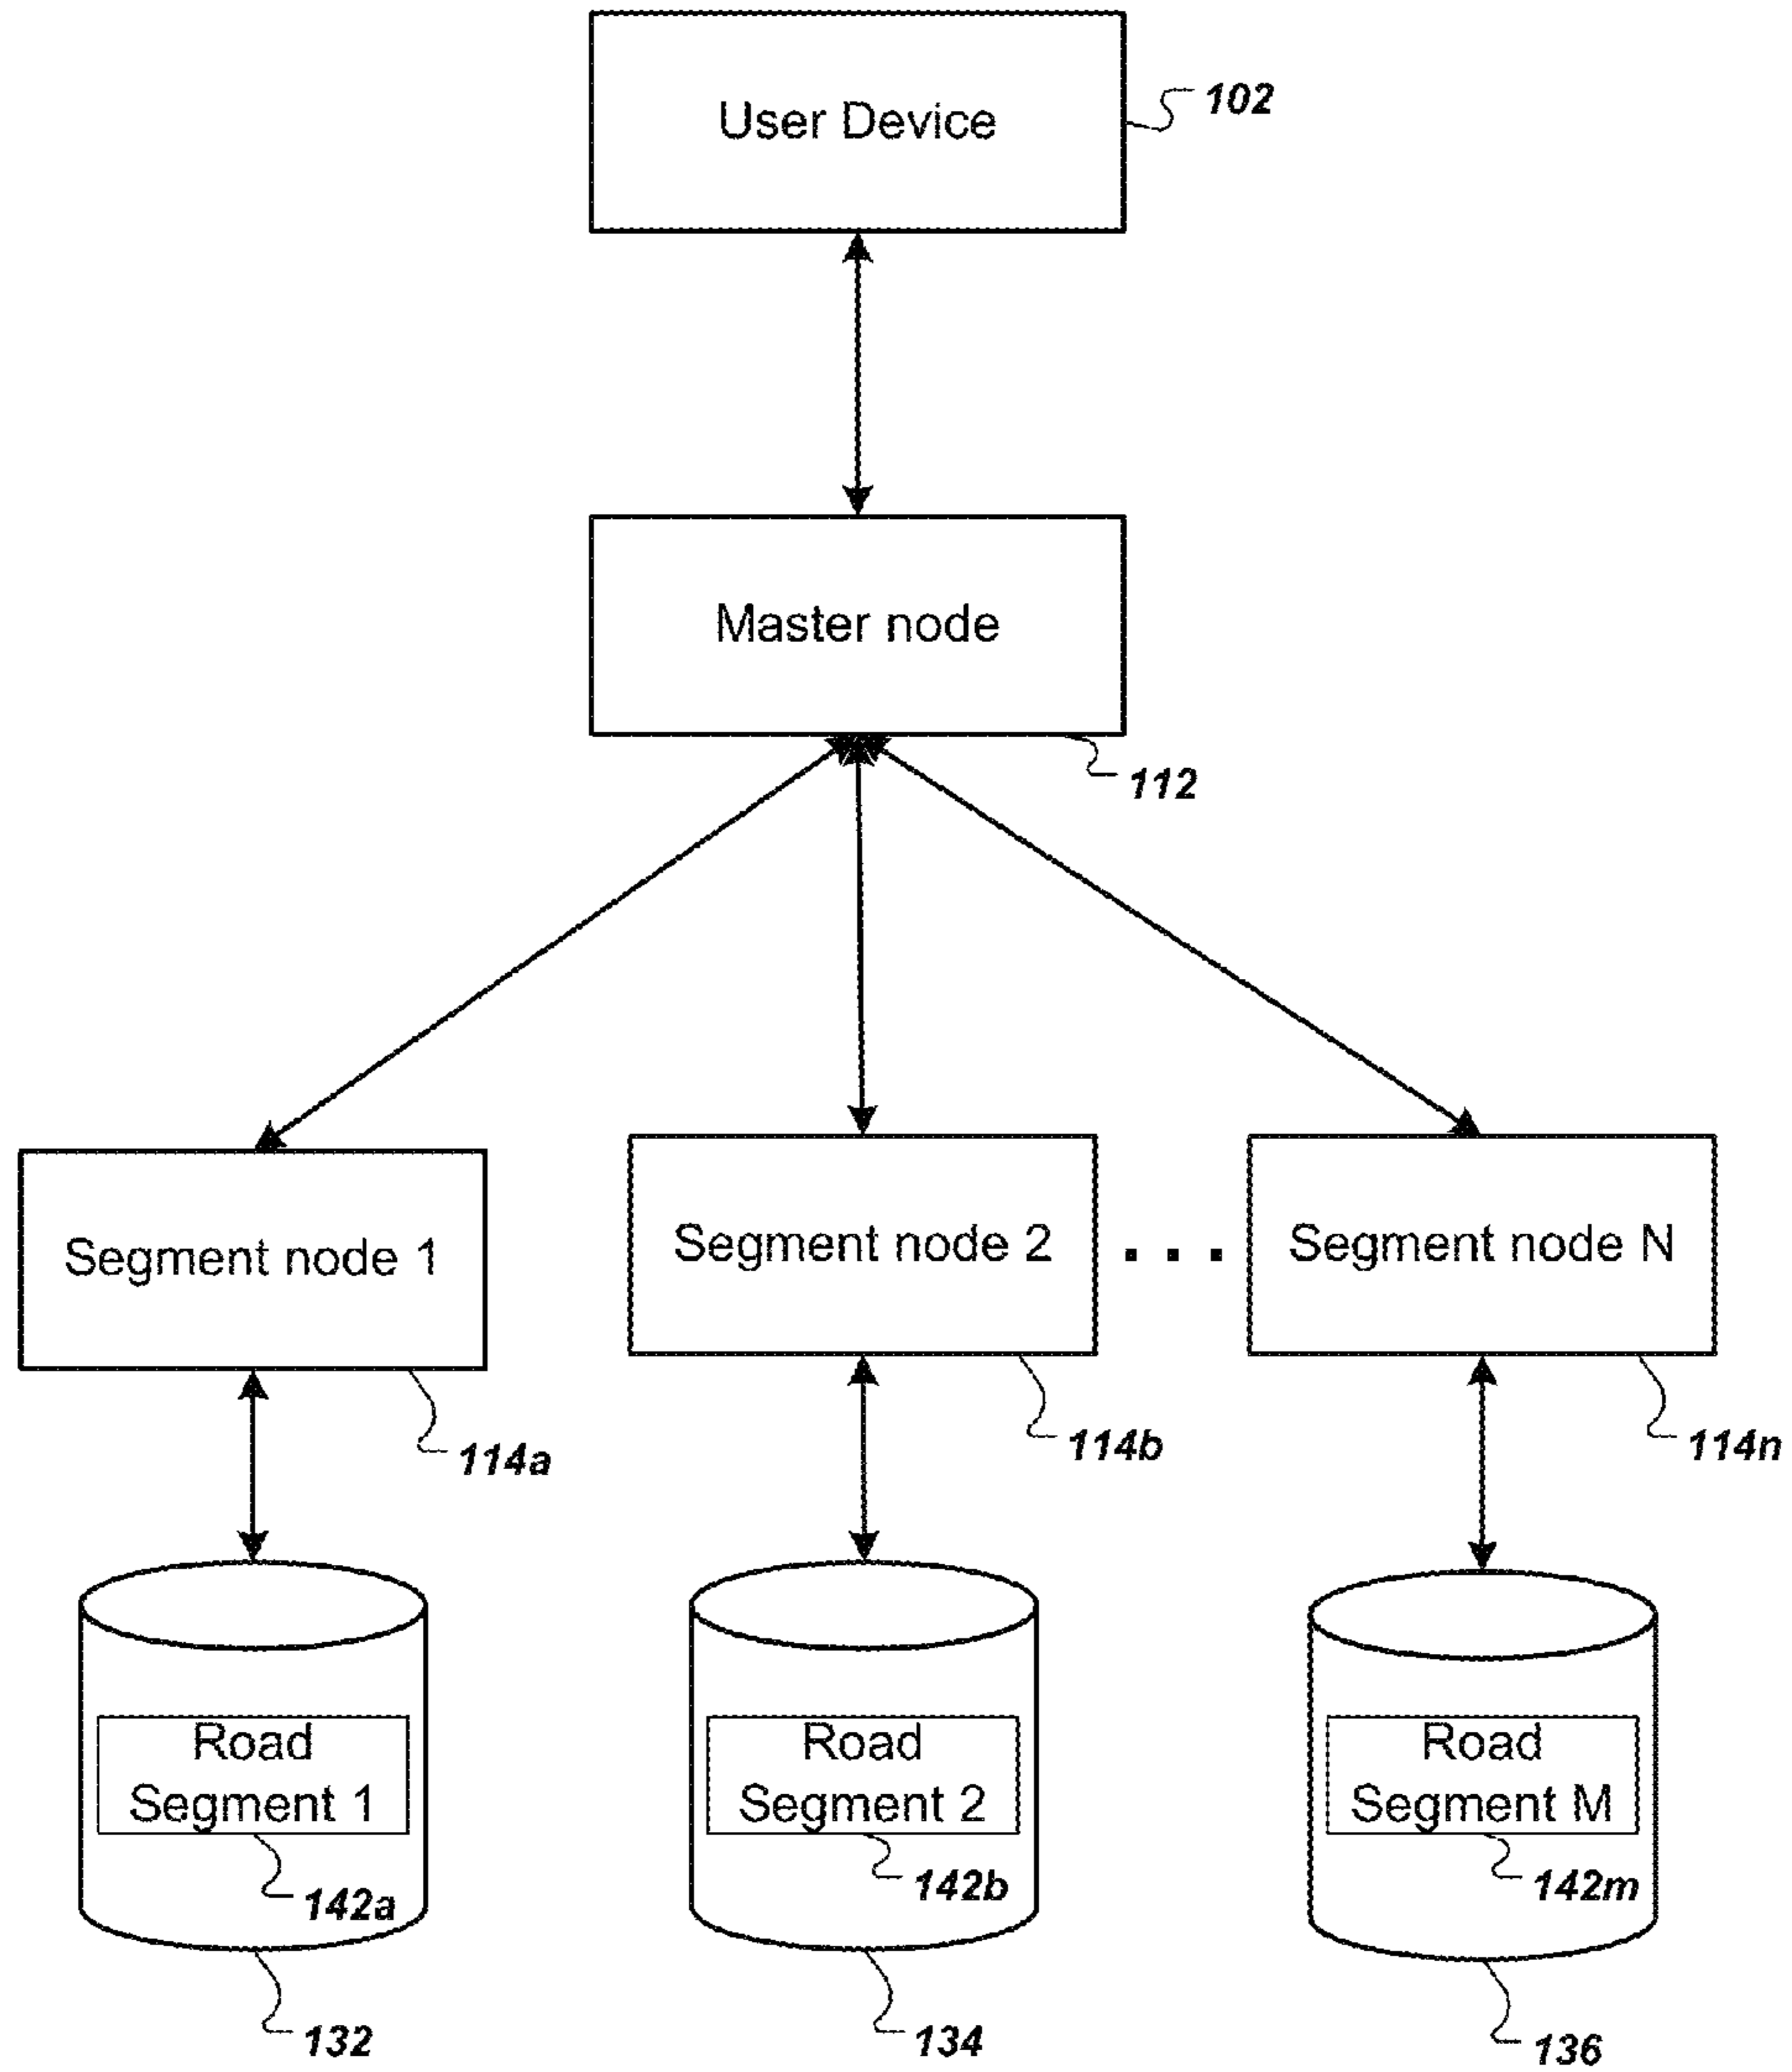 User Device
102
Master node
112
Segment node 1
Segment node 2
. . .
Segment node N
114a
114b
114n
Road
Segment 1
142a
Road
Segment 2
142b
Road
Segment M
142m
132
134
136